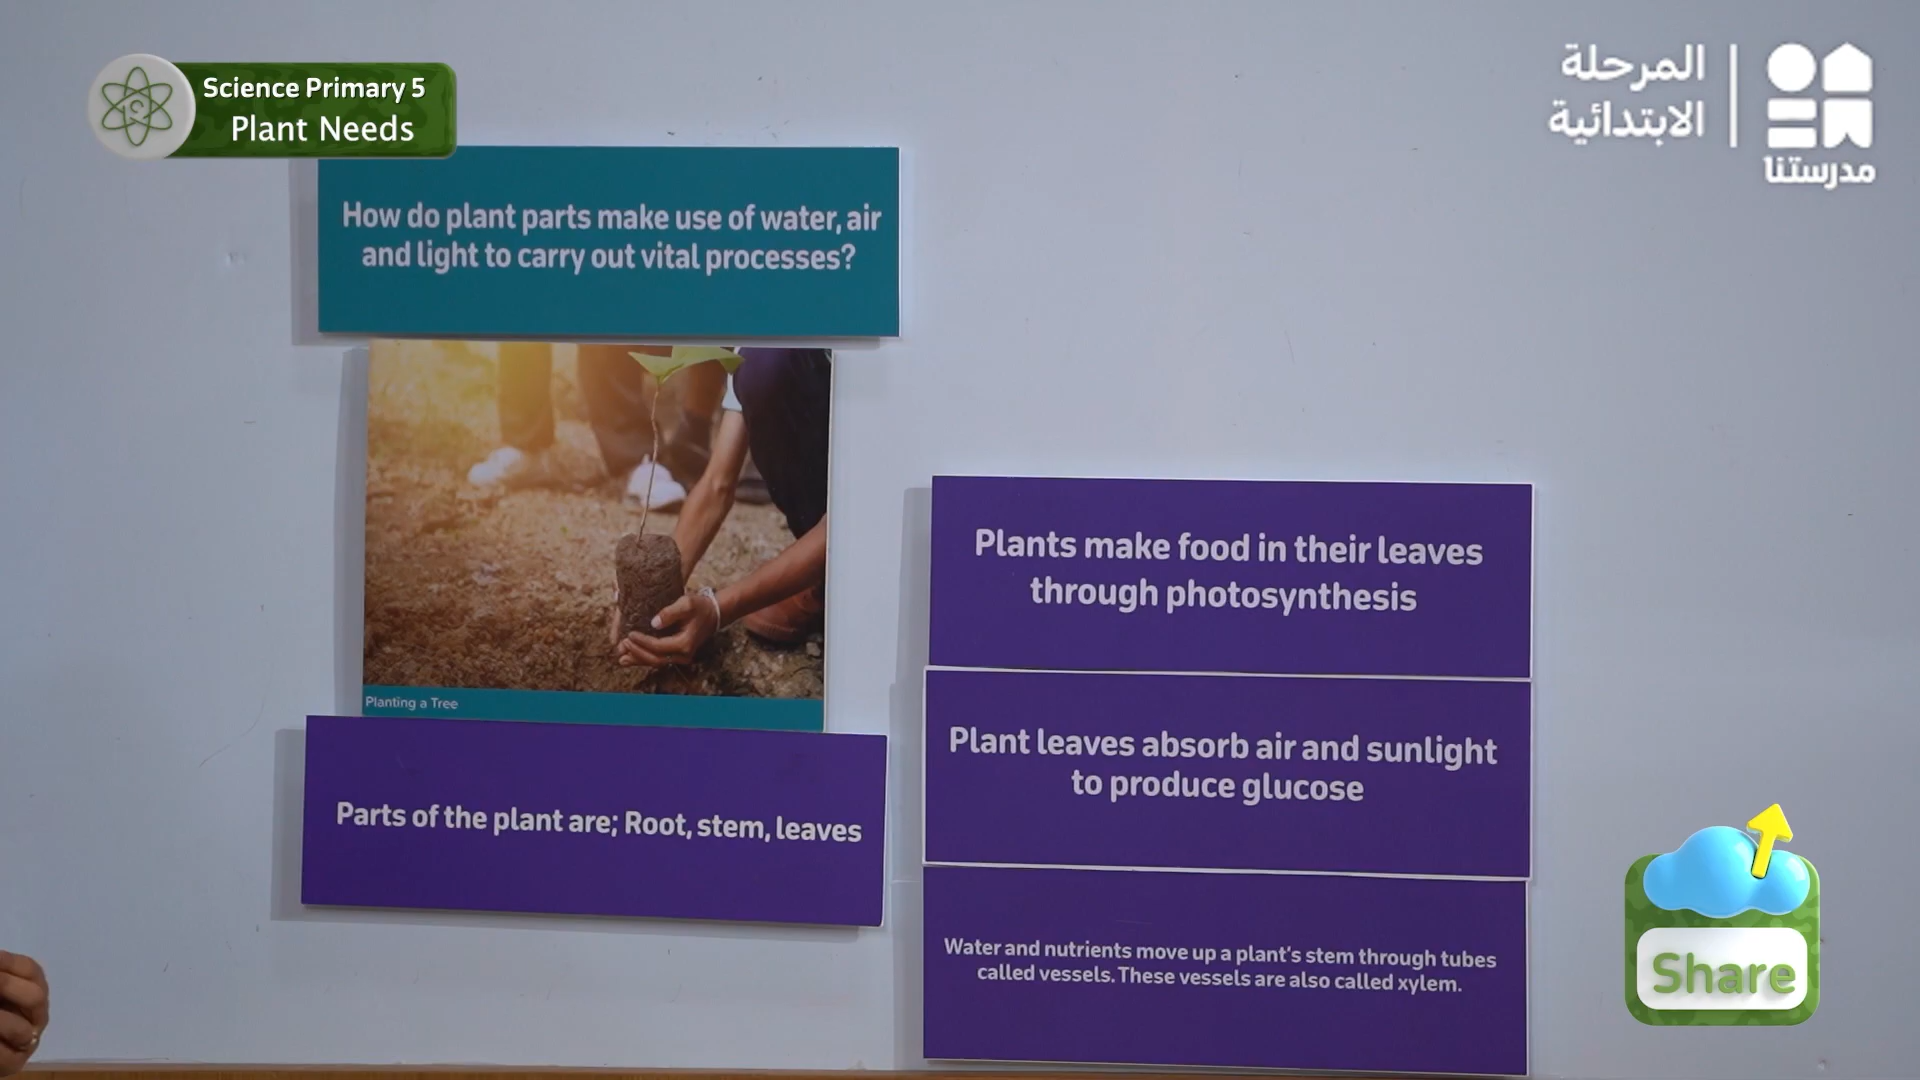 Science Primary 5
Plant Needs
المرحلة
الابتدائية
مدرستنا
How do plant parts make use of water, air
and light to carry out vital processes?
Planting a Tree
Parts of the plant are; Root, stem, leaves
Plants make food in their leaves
through photosynthesis
Plant leaves absorb air and sunlight
to produce glucose
Water and nutrients move up a plant's stem through tubes
called vessels. These vessels are also called xylem.
Share